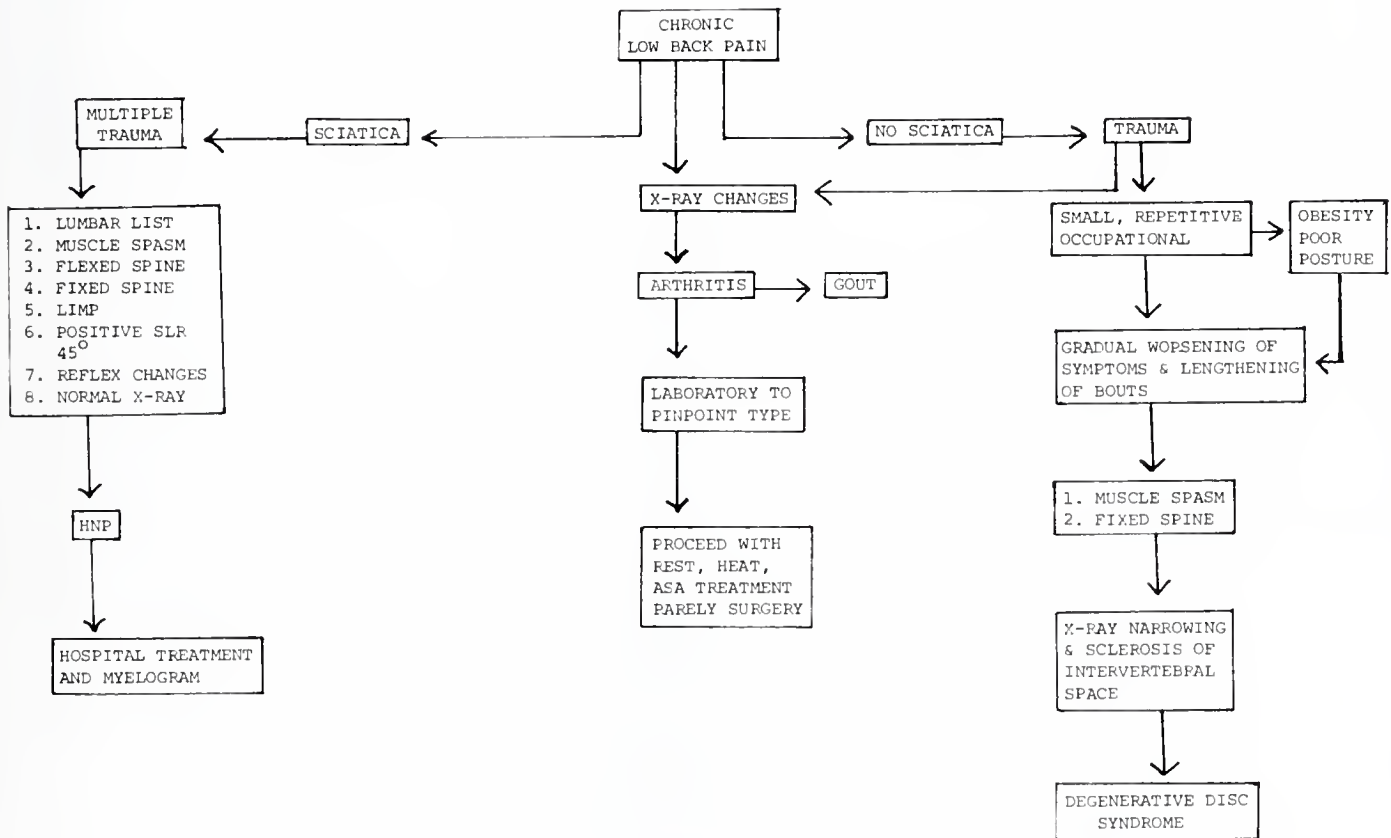 CHRONIC
LOW BACK PAIN
MULTIPLE
TRAUMA
SCIATICA
NO SCIATICA
TRAUMA
1. LUMBAR LIST
2. MUSCLE SPASM
3. FLEXED SPINE
4. FIXED SPINE
5. LIMP
6. POSITIVE SLR
45°
7. REFLEX CHANGES
8. NORMAL X-RAY
HNP
HOSPITAL TREATMENT
AND MYELOGRAM
X-RAY CHANGES
ARTHRITIS
GOUT
LABORATORY TO
PINPOINT TYPE
PROCEED WITH
REST, HEAT,
ASA TREATMENT
PARELY SURGERY
SMALL, REPETITIVE
OCCUPATIONAL
OBESITY
POOR
POSTURE
GRADUAL WOPSENING OF
SYMPTOMS & LENGTHENING
OF BOUTS
1. MUSCLE SPASM
2. FIXED SPINE
X-RAY NARROWING
& SCLEROSIS OF
INTERVERTEBPAL
SPACE
DEGENERATIVE DISC
SYNDROME